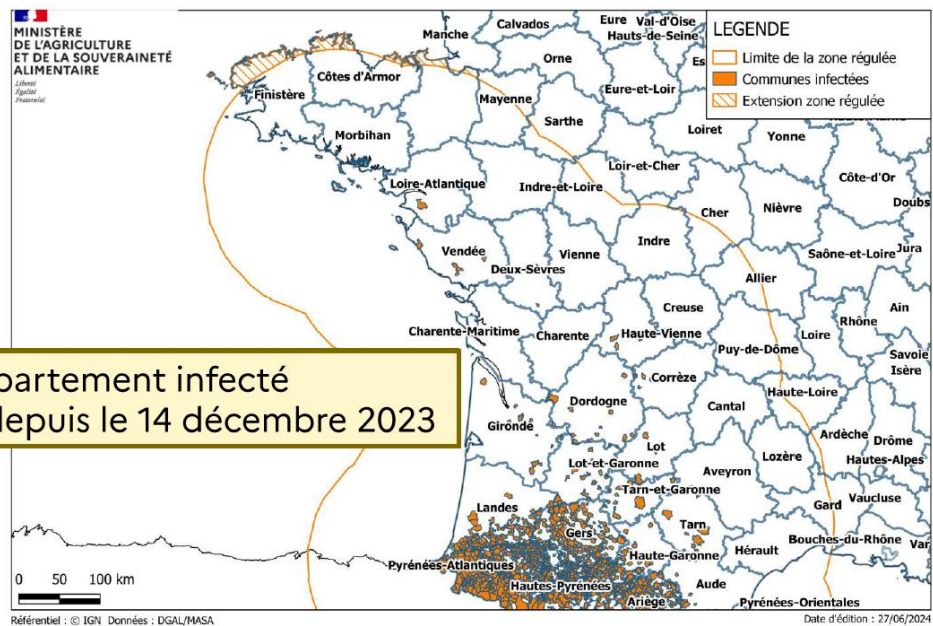 MINISTÈRE
DE L'AGRICULTURE
ET DE LA SOUVERAINETÉ
ALIMENTAIRE
Liberté
Égalité
Fraternité
LEGENDE
Limite de la zone régulée
Communes infectées
Extension zone régulée
Manche
Calvados
Eure
Val-d'Oise
Hauts-de-Seine
Es
Orne
Côtes d'Armor
Finistère
Mayenne
Eure-et-Loir
Sarthe
Morbihan
Loiret
Yonne
Loir-et-Cher
Côte-d'Or
Loire-Atlantique
Indre-et-Loire
Cher
Nièvre
Doubs
Vendée
Deux-Sèvres
Vienne
Indre
Saône-et-Loire
Jura
Allier
Creuse
Ain
Charente-Maritime
Charente
Haute-Vienne
Loire
Rhône
Puy-de-Dôme
Savoie
Isère
partement infecté
depuis le 14 décembre 2023
Corrèze
Haute-Loire
Dordogne
Cantal
Gironde
Ardèche
Drôme
Lot
Lozère
Hautes-Alpes
Lot-et-Garonne
Aveyron
Tarn-et-Garonne
Landes
Gard
Vaucluse
Gers
Tarn
Bouches-du-Rhône
Var
Haute-Garonne
Hérault
Pyrénées-Atlantiques
Hautes-Pyrénées
Aude
Ariège
Pyrénées-Orientales
0 50 100 km
Référentiel : © IGN Données : DGAL/MASA
Date d'édition : 27/06/2024